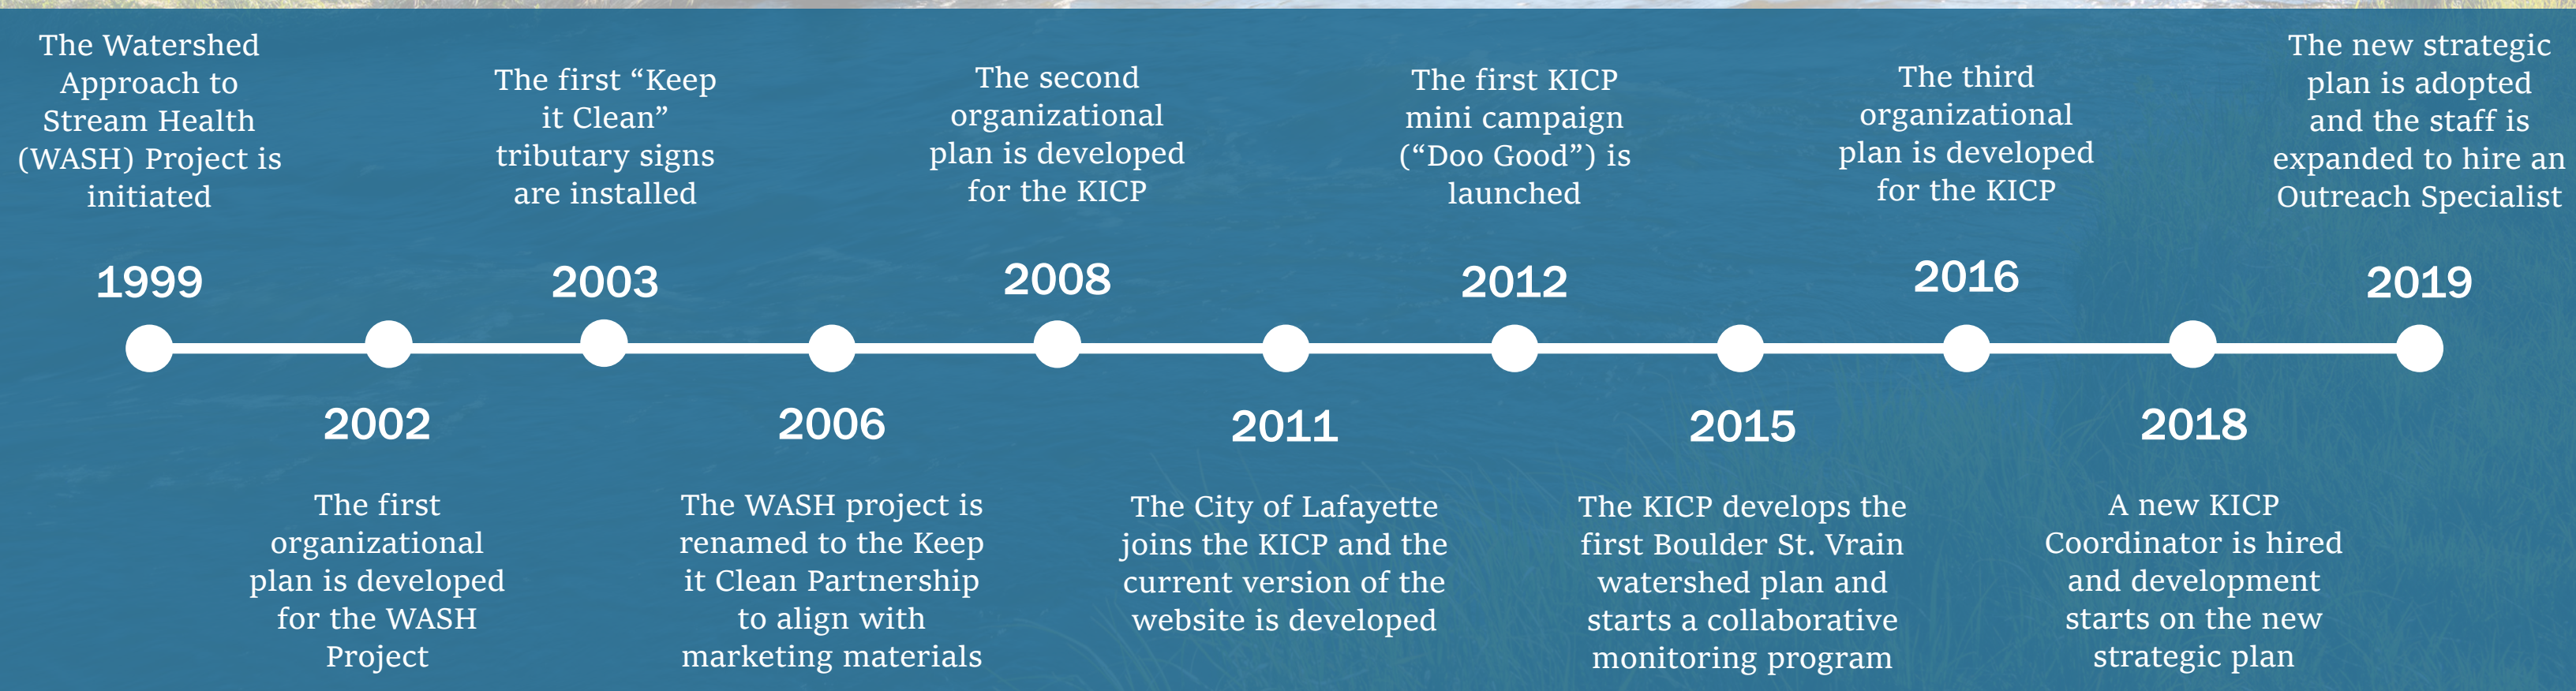 The Watershed
Approach to
Stream Health
(WASH) Project is
initiated
1999
2002
The first
organizational
plan is developed
for the WASH
Project
The first “Keep
it Clean”
tributary signs
are installed
2003
2006
The WASH project is
renamed to the Keep
it Clean Partnership
to align with
marketing materials
The second
organizational
plan is developed
for the KICP
2008
2011
The City of Lafayette
joins the KICP and the
current version of the
website is developed
The first KICP
mini campaign
(“Doo Good”) is
launched
2012
2015
The KICP develops the
first Boulder St. Vrain
watershed plan and
starts a collaborative
monitoring program
The third
organizational
plan is developed
for the KICP
2016
2018
A new KICP
Coordinator is hired
and development
starts on the new
strategic plan
The new strategic
plan is adopted
and the staff is
expanded to hire an
Outreach Specialist
2019